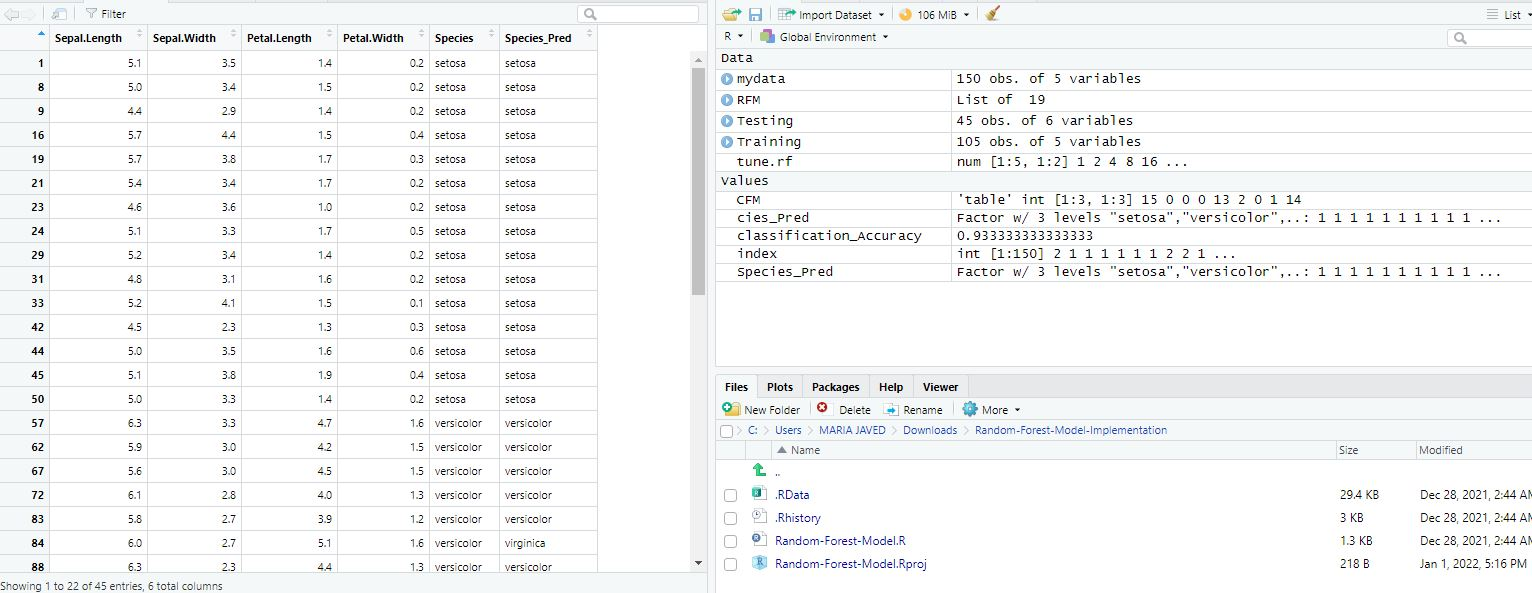 Filter
Sepal.Length Sepal.Width Petal.Length Petal.Width Species Species_Pred
1 5.1 3.5 1.4 0.2 setosa setosa
8 5.0 3.4 1.5 0.2 setosa setosa
9 4.4 2.9 1.4 0.2 setosa setosa
16 5.7 4.4 1.5 0.4 setosa setosa
19 5.7 3.8 1.7 0.3 setosa setosa
21 5.4 3.4 1.7 0.2 setosa setosa
23 4.6 3.6 1.0 0.2 setosa setosa
24 5.1 3.3 1.7 0.5 setosa setosa
29 5.2 3.4 1.4 0.2 setosa setosa
31 4.8 3.1 1.6 0.2 setosa setosa
33 5.2 4.1 1.5 0.1 setosa setosa
42 4.5 2.3 1.3 0.3 setosa setosa
44 5.0 3.5 1.6 0.6 setosa setosa
45 5.1 3.8 1.9 0.4 setosa setosa
50 5.0 3.3 1.4 0.2 setosa setosa
57 6.3 3.3 4.7 1.6 versicolor versicolor
62 5.9 3.0 4.2 1.5 versicolor versicolor
67 5.6 3.0 4.5 1.5 versicolor versicolor
72 6.1 2.8 4.0 1.3 versicolor versicolor
83 5.8 2.7 3.9 1.2 versicolor versicolor
84 6.0 2.7 5.1 1.6 versicolor virginica
88 6.3 2.3 4.4 1.3 versicolor versicolor
Showing 1 to 22 of 45 entries, 6 total columns
Import Dataset 106 MiB List
R Global Environment
Data
mydata 150 obs. of 5 variables
RFM List of 19
Testing 45 obs. of 6 variables
Training 105 obs. of 5 variables
tune.rf num [1:5, 1:2] 1 2 4 8 16 ...
Values
CFM 'table' int [1:3, 1:3] 15 0 0 0 13 2 0 1 14
cies_Pred Factor w/ 3 levels "setosa","versicolor",..: 1 1 1 1 1 1 1 1 1 1 ...
classification_Accuracy 0.933333333333333
index int [1:150] 2 1 1 1 1 1 1 2 2 1 ...
Species_Pred Factor w/ 3 levels "setosa","versicolor",..: 1 1 1 1 1 1 1 1 1 1 ...
Files Plots Packages Help Viewer
New Folder Delete Rename More
C: Users MARIA JAVED Downloads Random-Forest-Model-Implementation
Name Size Modified
..
.RData 29.4 KB Dec 28, 2021, 2:44 AM
.Rhistory 3 KB Dec 28, 2021, 2:44 AM
Random-Forest-Model.R 1.3 KB Dec 28, 2021, 2:44 AM
Random-Forest-Model.Rproj 218 B Jan 1, 2022, 5:16 PM